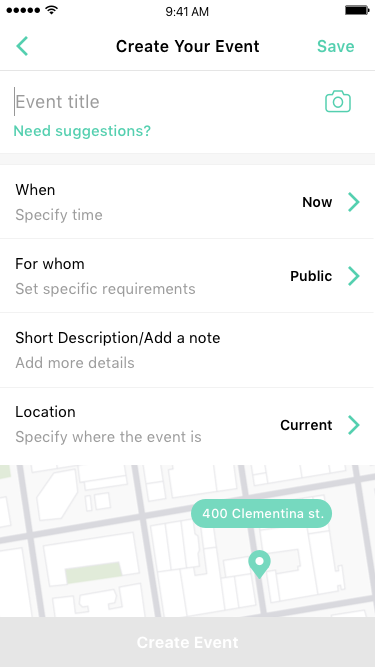 9:41 AM
Create Your Event
Save
Event title
Need suggestions?
When
Specify time
Now
For whom
Set specific requirements
Public
Short Description/Add a note
Add more details
Location
Specify where the event is
Current
400 Clementina st.
Create Event